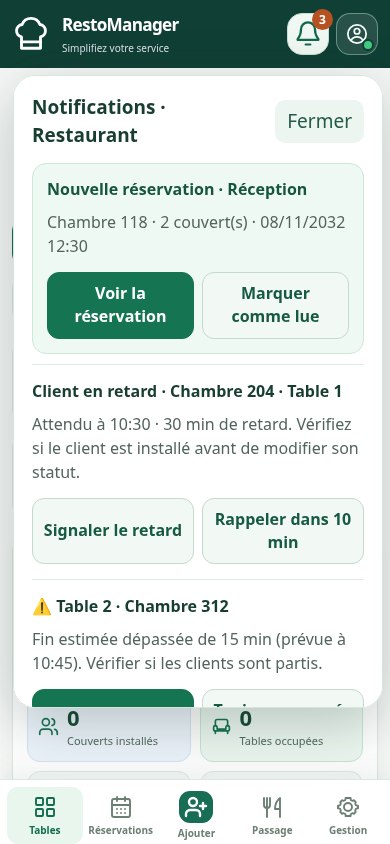 RestoManager
Simplifiez votre service
3
Notifications ·
Restaurant
Fermer
Nouvelle réservation · Réception
Chambre 118 · 2 couvert(s) · 08/11/2032
12:30
Voir la
réservation
Marquer
comme lue
Client en retard · Chambre 204 · Table 1
Attendu à 10:30 · 30 min de retard. Vérifiez
si le client est installé avant de modifier son
statut.
Signaler le retard
Rappeler dans 10
min
⚠️ Table 2 · Chambre 312
Fin estimée dépassée de 15 min (prévue à
10:45). Vérifier si les clients sont partis.
0
Couverts installés
0
Tables occupées
Tables
Réservations
Ajouter
Passage
Gestion